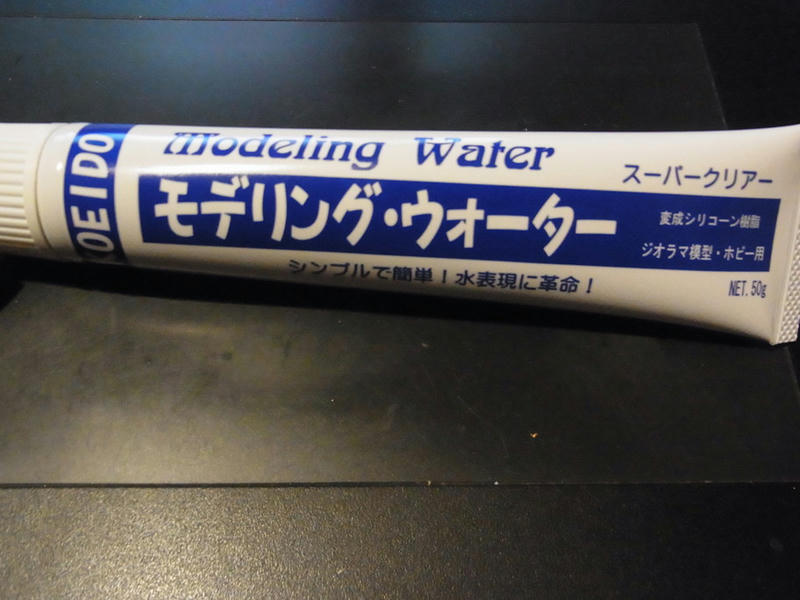 OEIDO
Modeling Water
スーパークリアー
モデリング・ウォーター
変成シリコーン樹脂
ジオラマ模型・ホビー用
シンプルで簡単!水表現に革命!
NET. 50g